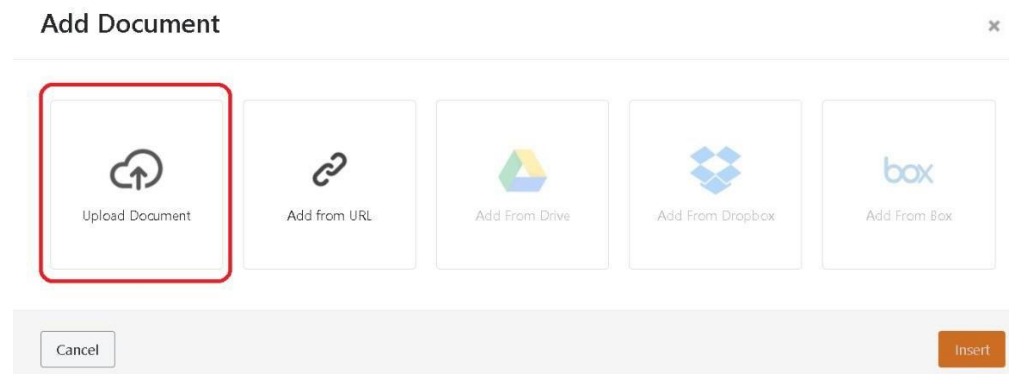 Add Document
×
Upload Document
Add from URL
Add From Drive
Add From Dropbox
box
Add From Box
Cancel
Insert